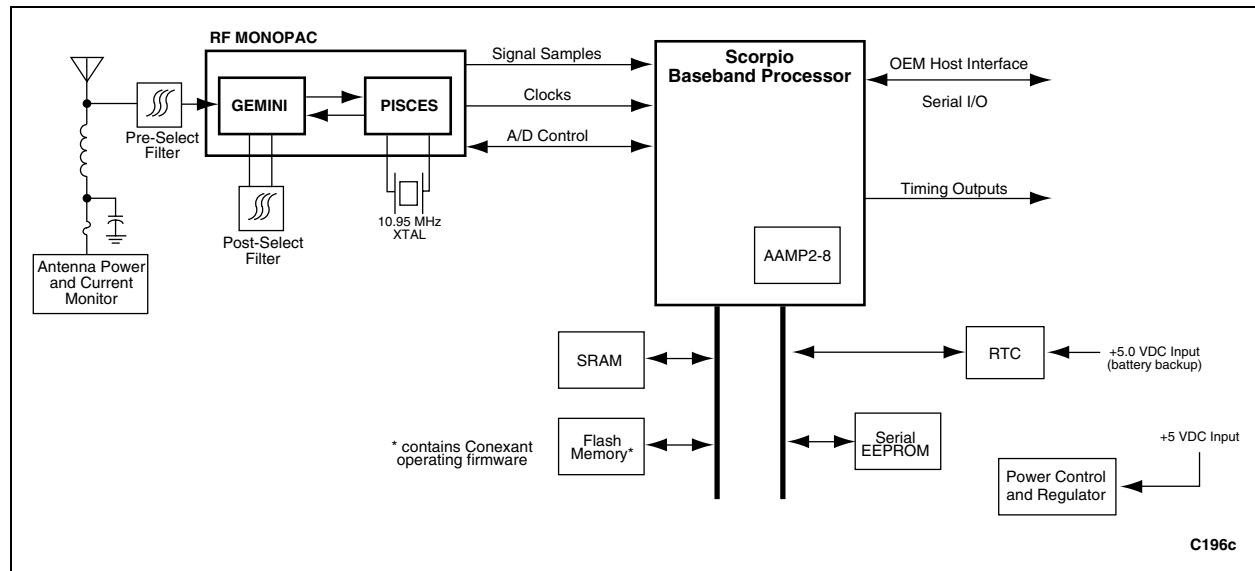 RF MONOPAC
GEMINI
PISCES
Pre-Select
Filter
Post-Select
Filter
10.95 MHz
XTAL
Antenna Power
and Current
Monitor
Signal Samples
Clocks
A/D Control
Scorpio
Baseband Processor
AAMP2-8
OEM Host Interface
Serial I/O
Timing Outputs
SRAM
RTC
+5.0 VDC Input
(battery backup)
* contains Conexant
operating firmware
Flash
Memory*
Serial
EEPROM
+5 VDC Input
Power Control
and Regulator
C196c